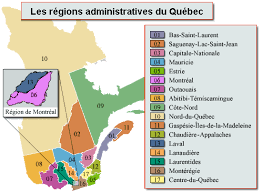 Les régions administratives du Québec
01 Bas-Saint-Laurent
02 Saguenay-Lac-Saint-Jean
03 Capitale-Nationale
04 Mauricie
05 Estrie
06 Montréal
07 Outaouais
08 Abitibi-Témiscamingue
09 Côte-Nord
10 Nord-du-Québec
11 Gaspésie-Îles-de-la-Madeleine
12 Chaudière-Appalaches
13 Laval
14 Lanaudière
15 Laurentides
16 Montérégie
17 Centre-du-Québec
10
13
06
Région de Montréal
09
02
11
01
08
04
03
07